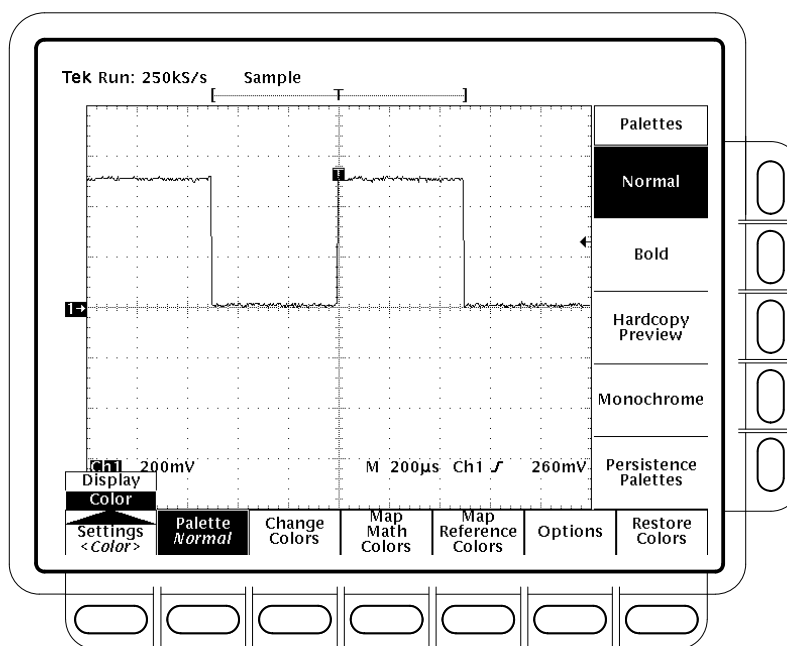 Tek Run: 250kS/s Sample
[ T ]
Palettes
Normal
T
Bold
1→
Hardcopy
Preview
Monochrome
Ch1 200mV M 200µs Ch1 260mV
Persistence
Palettes
Display
Color
Settings
<Color>
Palette
Normal
Change
Colors
Map
Math
Colors
Map
Reference
Colors
Options
Restore
Colors